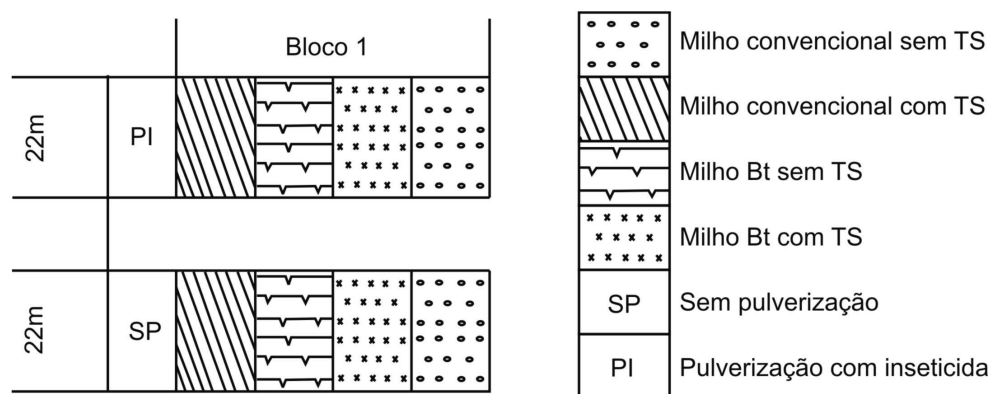 Bloco 1
22m
PI
22m
SP
Milho convencional sem TS
Milho convencional com TS
Milho Bt sem TS
Milho Bt com TS
SP Sem pulverização
PI Pulverização com inseticida